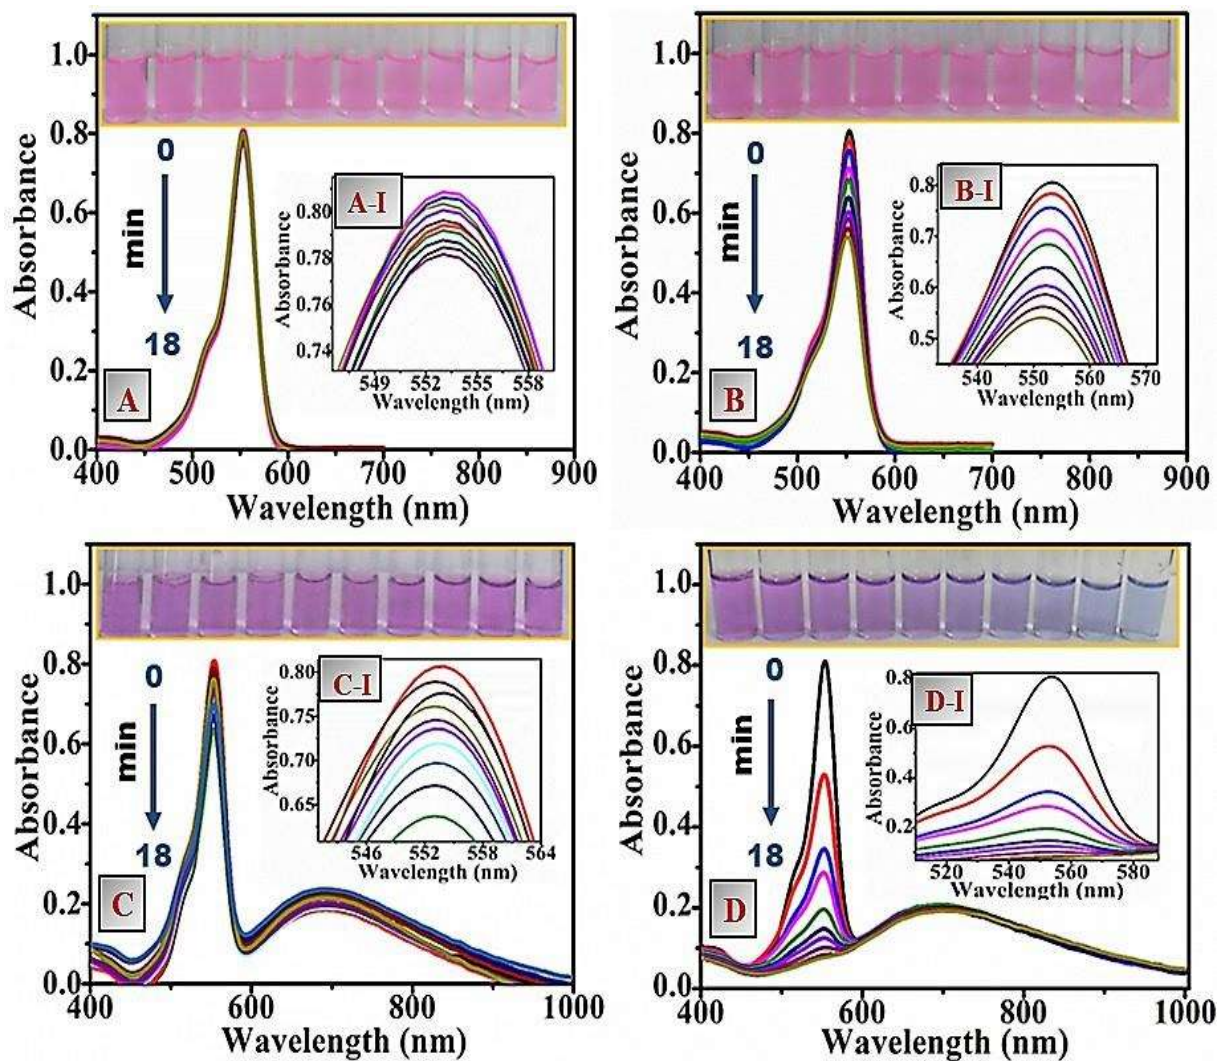 1.0
0.8
0.6
0.4
0.2
0.0
Absorbance
0
min
18
A
A-I
0.80
0.78
0.76
0.74
Absorbance
549 552 555 558
Wavelength (nm)
400 500 600 700 800 900
Wavelength (nm)
1.0
0.8
0.6
0.4
0.2
0.0
Absorbance
0
min
18
B
B-I
0.8
0.7
0.6
0.5
Absorbance
540 550 560 570
Wavelength (nm)
400 500 600 700 800 900
Wavelength (nm)
1.0
0.8
0.6
0.4
0.2
0.0
Absorbance
0
min
18
C
C-I
0.80
0.75
0.70
0.65
Absorbance
546 552 558 564
Wavelength (nm)
400 500 600 700 800 900 1000
Wavelength (nm)
1.0
0.8
0.6
0.4
0.2
0.0
Absorbance
0
min
18
D
D-I
0.8
0.6
0.4
0.2
Absorbance
520 540 560 580
Wavelength (nm)
400 600 800 1000
Wavelength (nm)